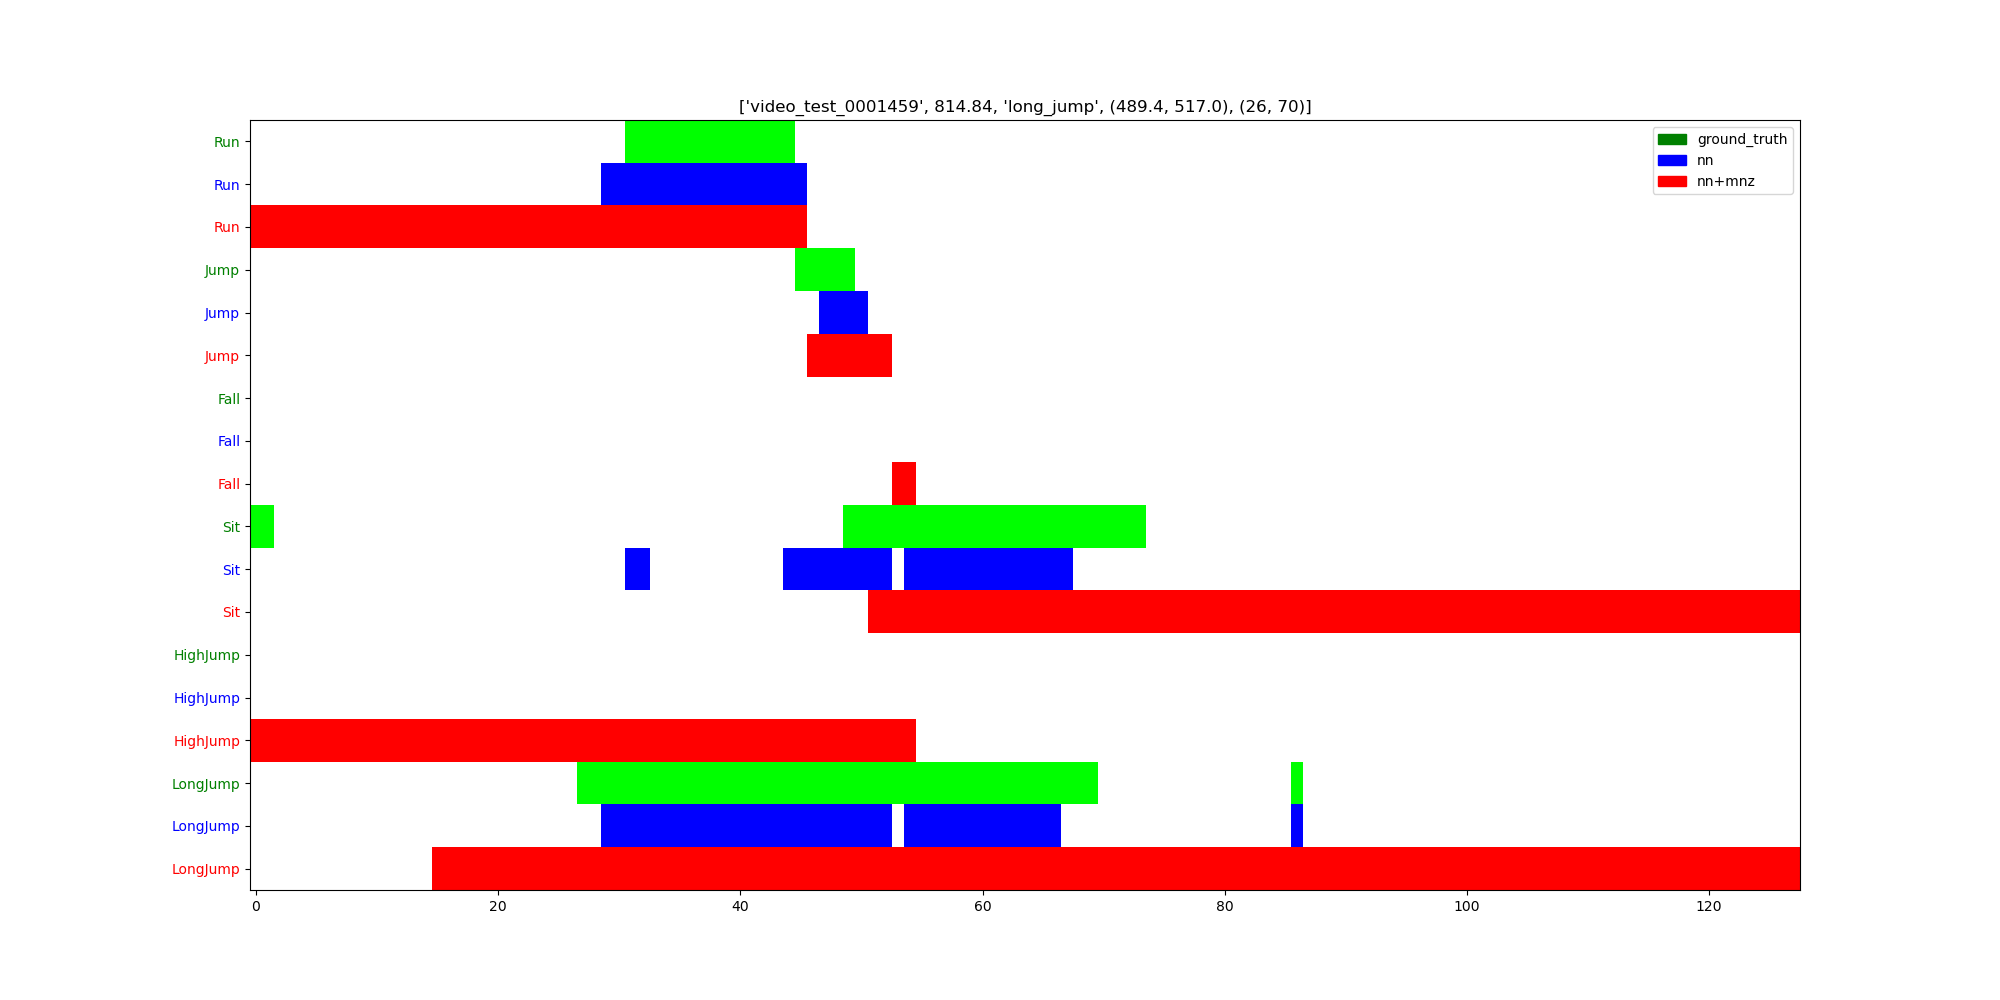 ['video_test_0001459', 814.84, 'long_jump', (489.4, 517.0), (26, 70)]
ground_truth
nn
nn+mnz
Run
Run
Run
Jump
Jump
Jump
Fall
Fall
Fall
Sit
Sit
Sit
HighJump
HighJump
HighJump
LongJump
LongJump
LongJump
0 20 40 60 80 100 120